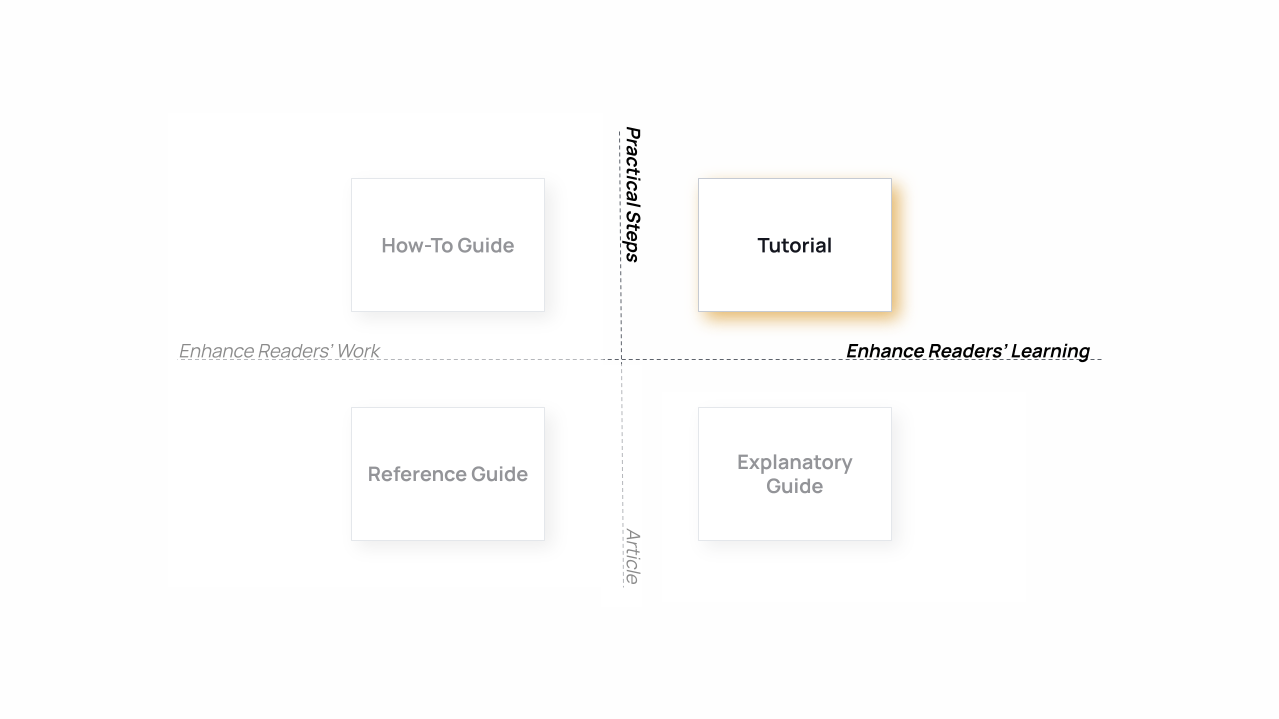 Practical Steps
How-To Guide
Tutorial
Enhance Readers’ Work
Enhance Readers’ Learning
Reference Guide
Explanatory
Guide
Article